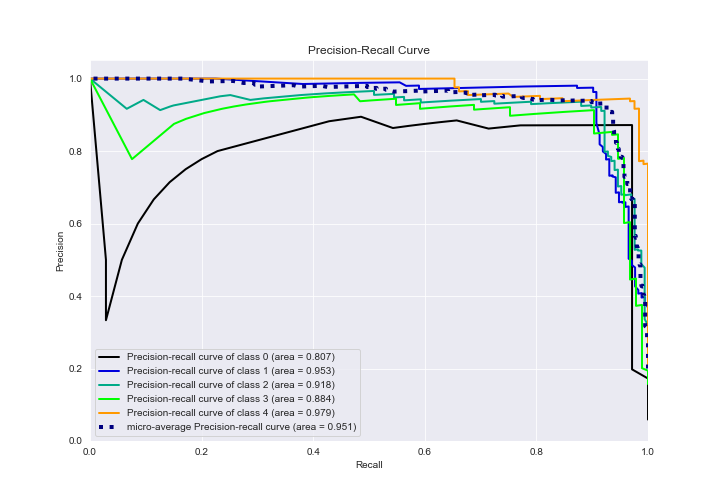 Precision-Recall Curve
1.0
0.8
0.6
0.4
0.2
0.0
Precision
Precision-recall curve of class 0 (area = 0.807)
Precision-recall curve of class 1 (area = 0.953)
Precision-recall curve of class 2 (area = 0.918)
Precision-recall curve of class 3 (area = 0.884)
Precision-recall curve of class 4 (area = 0.979)
micro-average Precision-recall curve (area = 0.951)
0.0 0.2 0.4 0.6 0.8 1.0
Recall